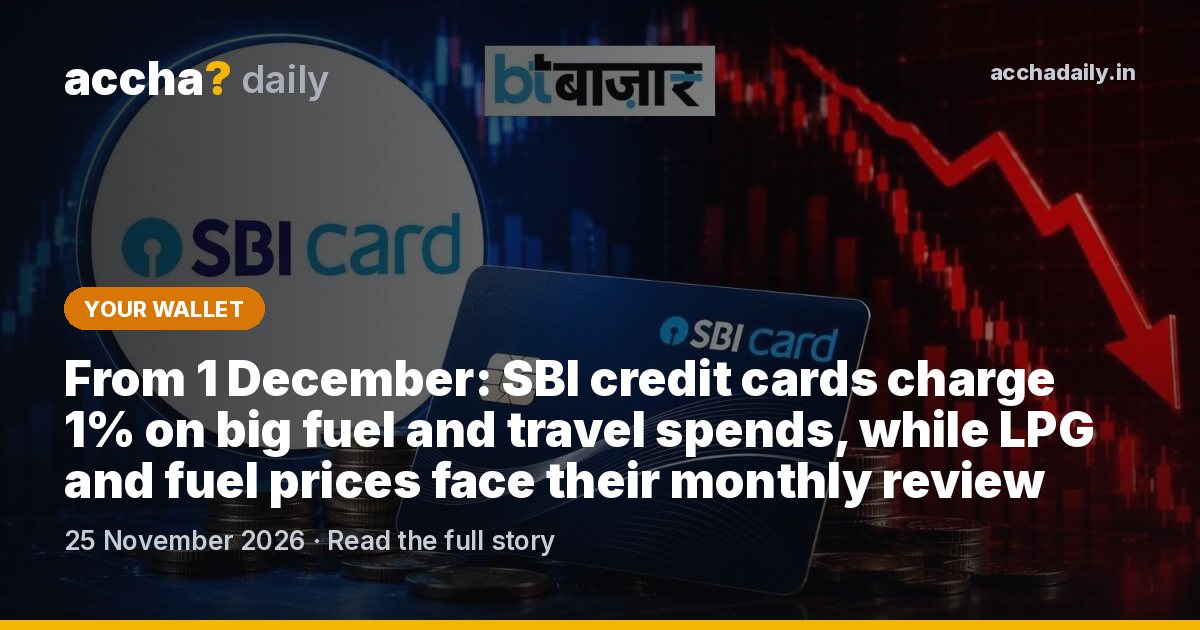 accha? daily
bt बाज़ार
acchadaily.in
SBI card
SBI card
YOUR WALLET
From 1 December: SBI credit cards charge
1% on big fuel and travel spends, while LPG
and fuel prices face their monthly review
25 November 2026 · Read the full story